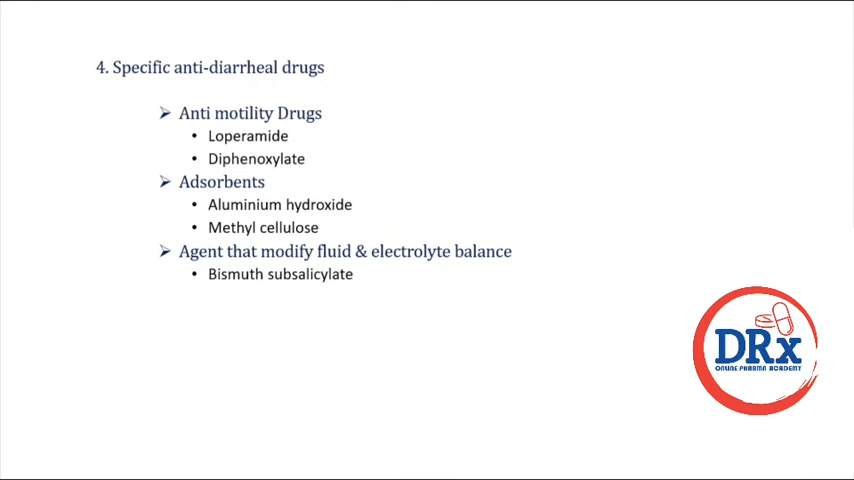 4. Specific anti-diarrheal drugs
➢ Anti motility Drugs
• Loperamide
• Diphenoxylate
➢ Adsorbents
• Aluminium hydroxide
• Methyl cellulose
➢ Agent that modify fluid & electrolyte balance
• Bismuth subsalicylate
DRx
ONLINE PHARMA ACADEMY